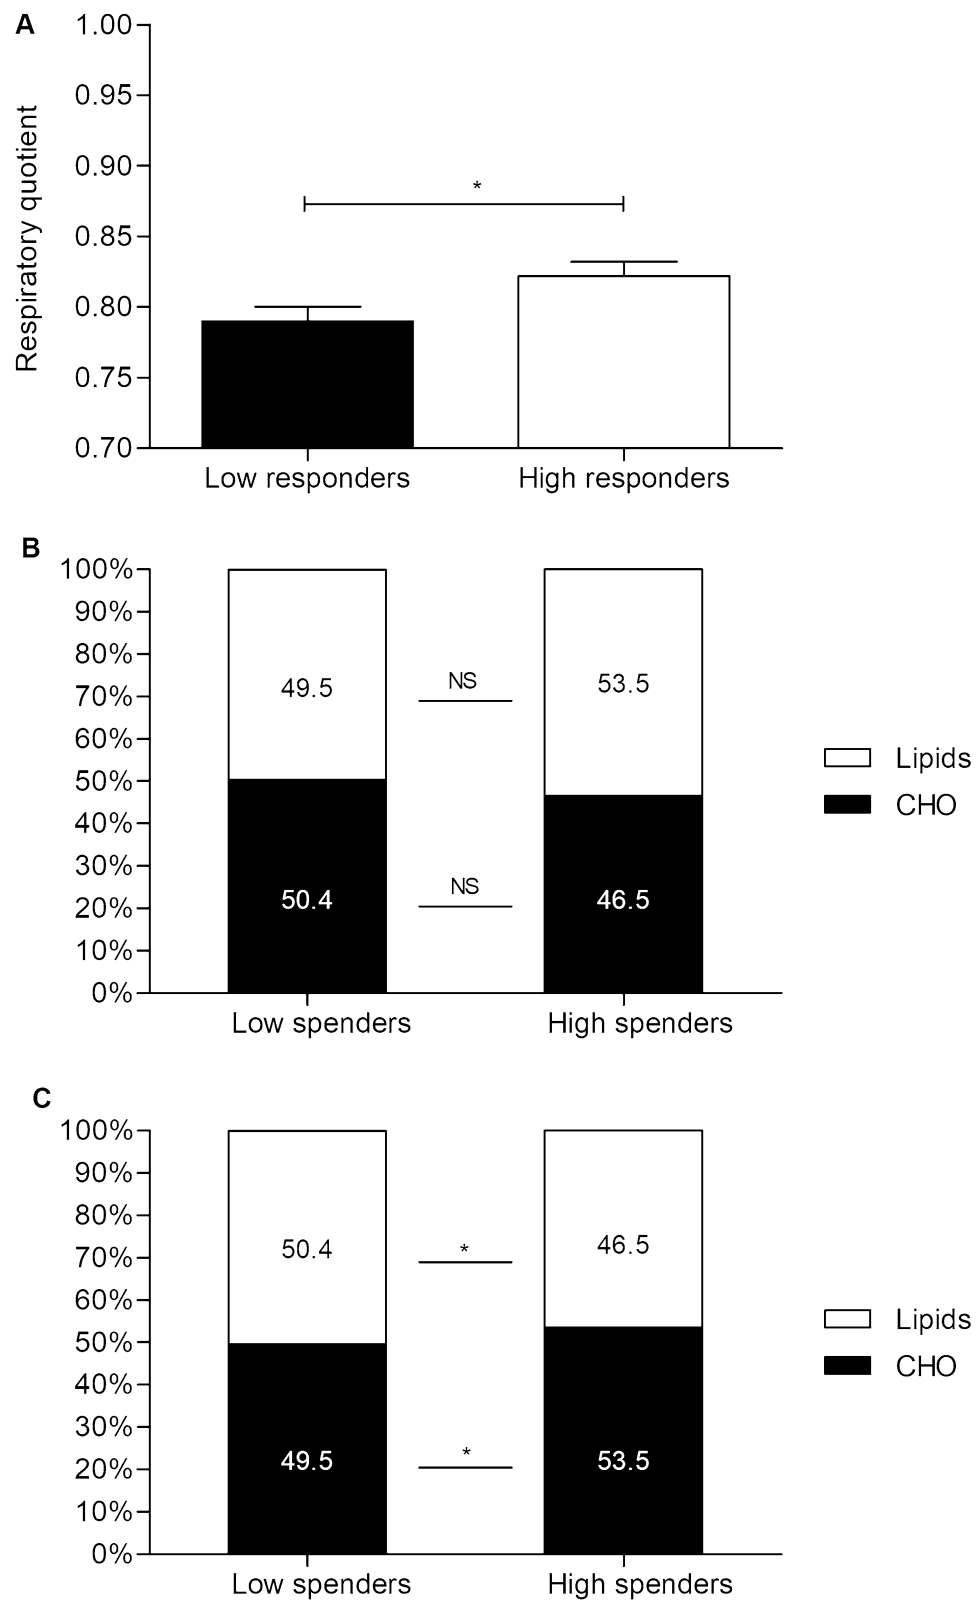 A
Respiratory quotient
1.00
0.95
0.90
0.85
0.80
0.75
0.70
*
Low responders
High responders
B
100%
90%
80%
70%
60%
50%
40%
30%
20%
10%
0%
49.5
NS
53.5
50.4
NS
46.5
Low spenders
High spenders
Lipids
CHO
C
100%
90%
80%
70%
60%
50%
40%
30%
20%
10%
0%
50.4
*
46.5
49.5
*
53.5
Low spenders
High spenders
Lipids
CHO